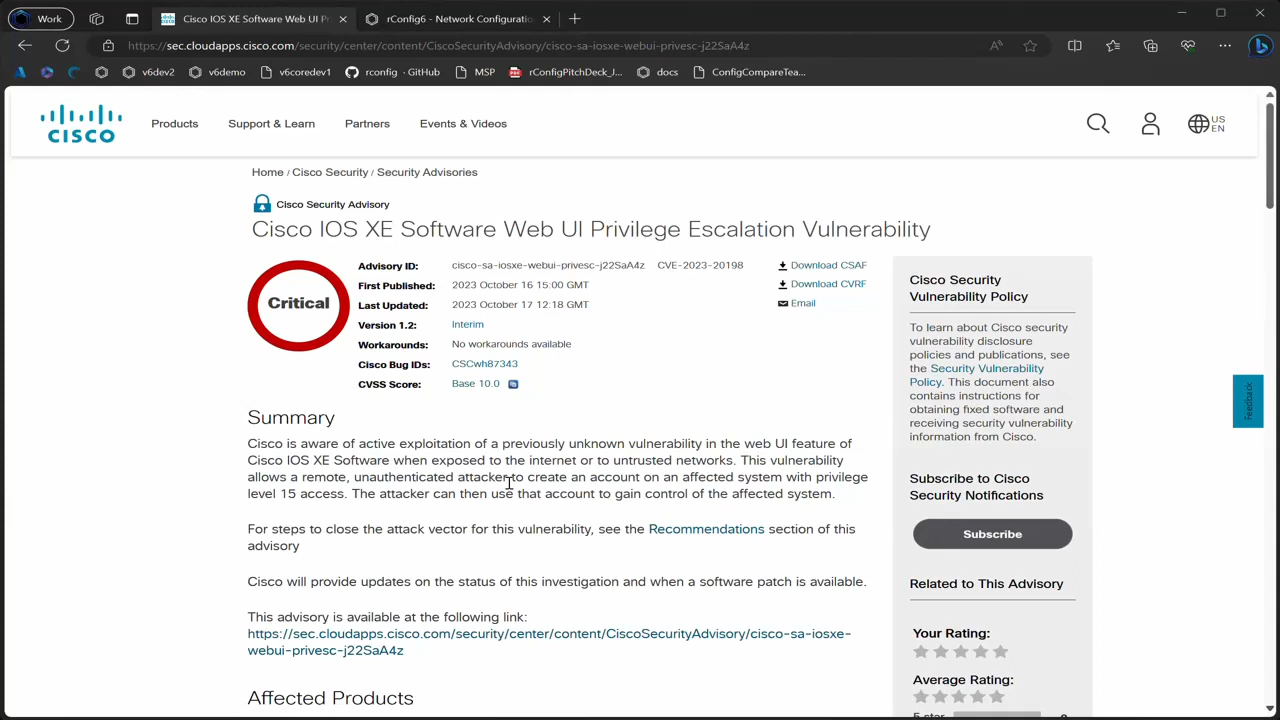 Work
Cisco IOS XE Software Web UI Pr
rConfig6 - Network Configuratio
https://sec.cloudapps.cisco.com/security/center/content/CiscoSecurityAdvisory/cisco-sa-iosxe-webui-privesc-j22SaA4z
v6dev2
v6demo
v6coredev1
rconfig · GitHub
MSP
rConfigPitchDeck_J...
docs
ConfigCompareTea...
CISCO
Products
Support & Learn
Partners
Events & Videos
US
EN
Home / Cisco Security / Security Advisories
Cisco Security Advisory
Cisco IOS XE Software Web UI Privilege Escalation Vulnerability
Critical
Advisory ID: cisco-sa-iosxe-webui-privesc-j22SaA4z CVE-2023-20198
First Published: 2023 October 16 15:00 GMT
Last Updated: 2023 October 17 12:18 GMT
Version 1.2: Interim
Workarounds: No workarounds available
Cisco Bug IDs: CSCwh87343
CVSS Score: Base 10.0
Download CSAF
Download CVRF
Email
Summary
Cisco is aware of active exploitation of a previously unknown vulnerability in the web UI feature of
Cisco IOS XE Software when exposed to the internet or to untrusted networks. This vulnerability
allows a remote, unauthenticated attacker to create an account on an affected system with privilege
level 15 access. The attacker can then use that account to gain control of the affected system.
For steps to close the attack vector for this vulnerability, see the Recommendations section of this
advisory
Cisco will provide updates on the status of this investigation and when a software patch is available.
This advisory is available at the following link:
https://sec.cloudapps.cisco.com/security/center/content/CiscoSecurityAdvisory/cisco-sa-iosxe-
webui-privesc-j22SaA4z
Affected Products
Cisco Security
Vulnerability Policy
To learn about Cisco security
vulnerability disclosure
policies and publications, see
the Security Vulnerability
Policy. This document also
contains instructions for
obtaining fixed software and
receiving security vulnerability
information from Cisco.
Subscribe to Cisco
Security Notifications
Subscribe
Related to This Advisory
Your Rating:
Average Rating:
5 star
Feedback